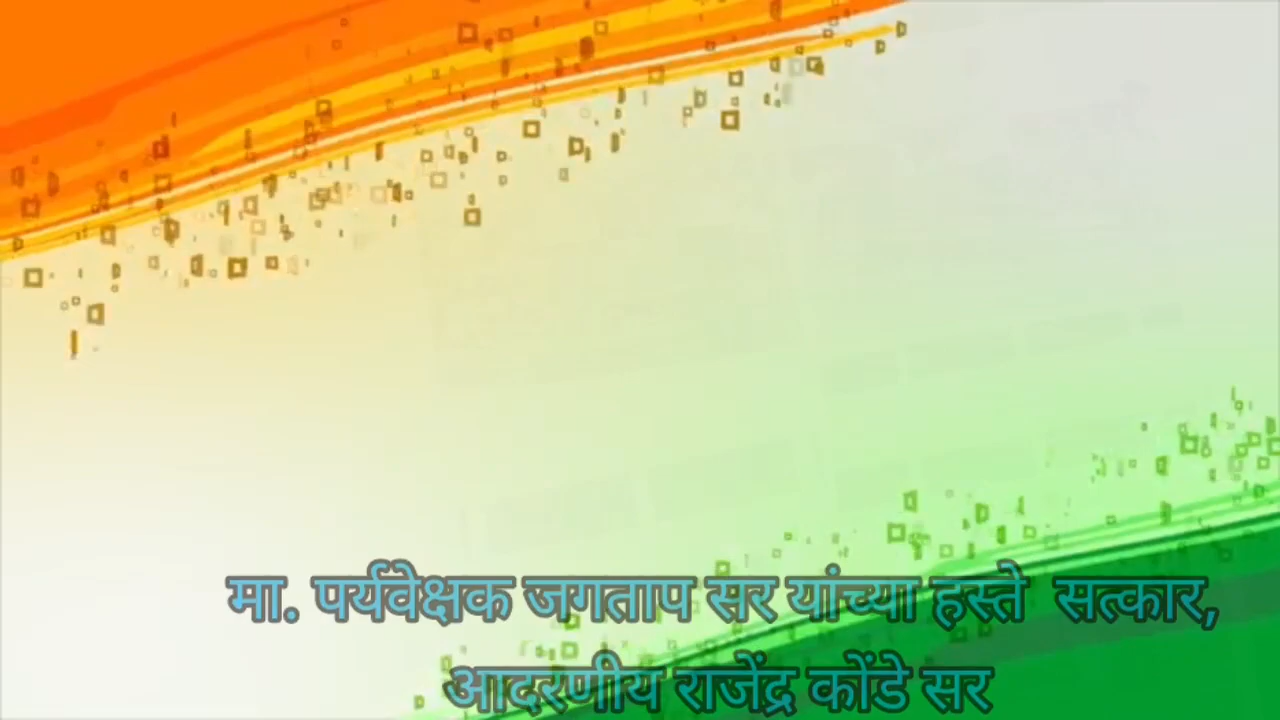 मा. पर्यवेक्षक जगताप सर यांच्या हस्ते सत्कार,
आदरणीय राजेंद्र कोंडे सर